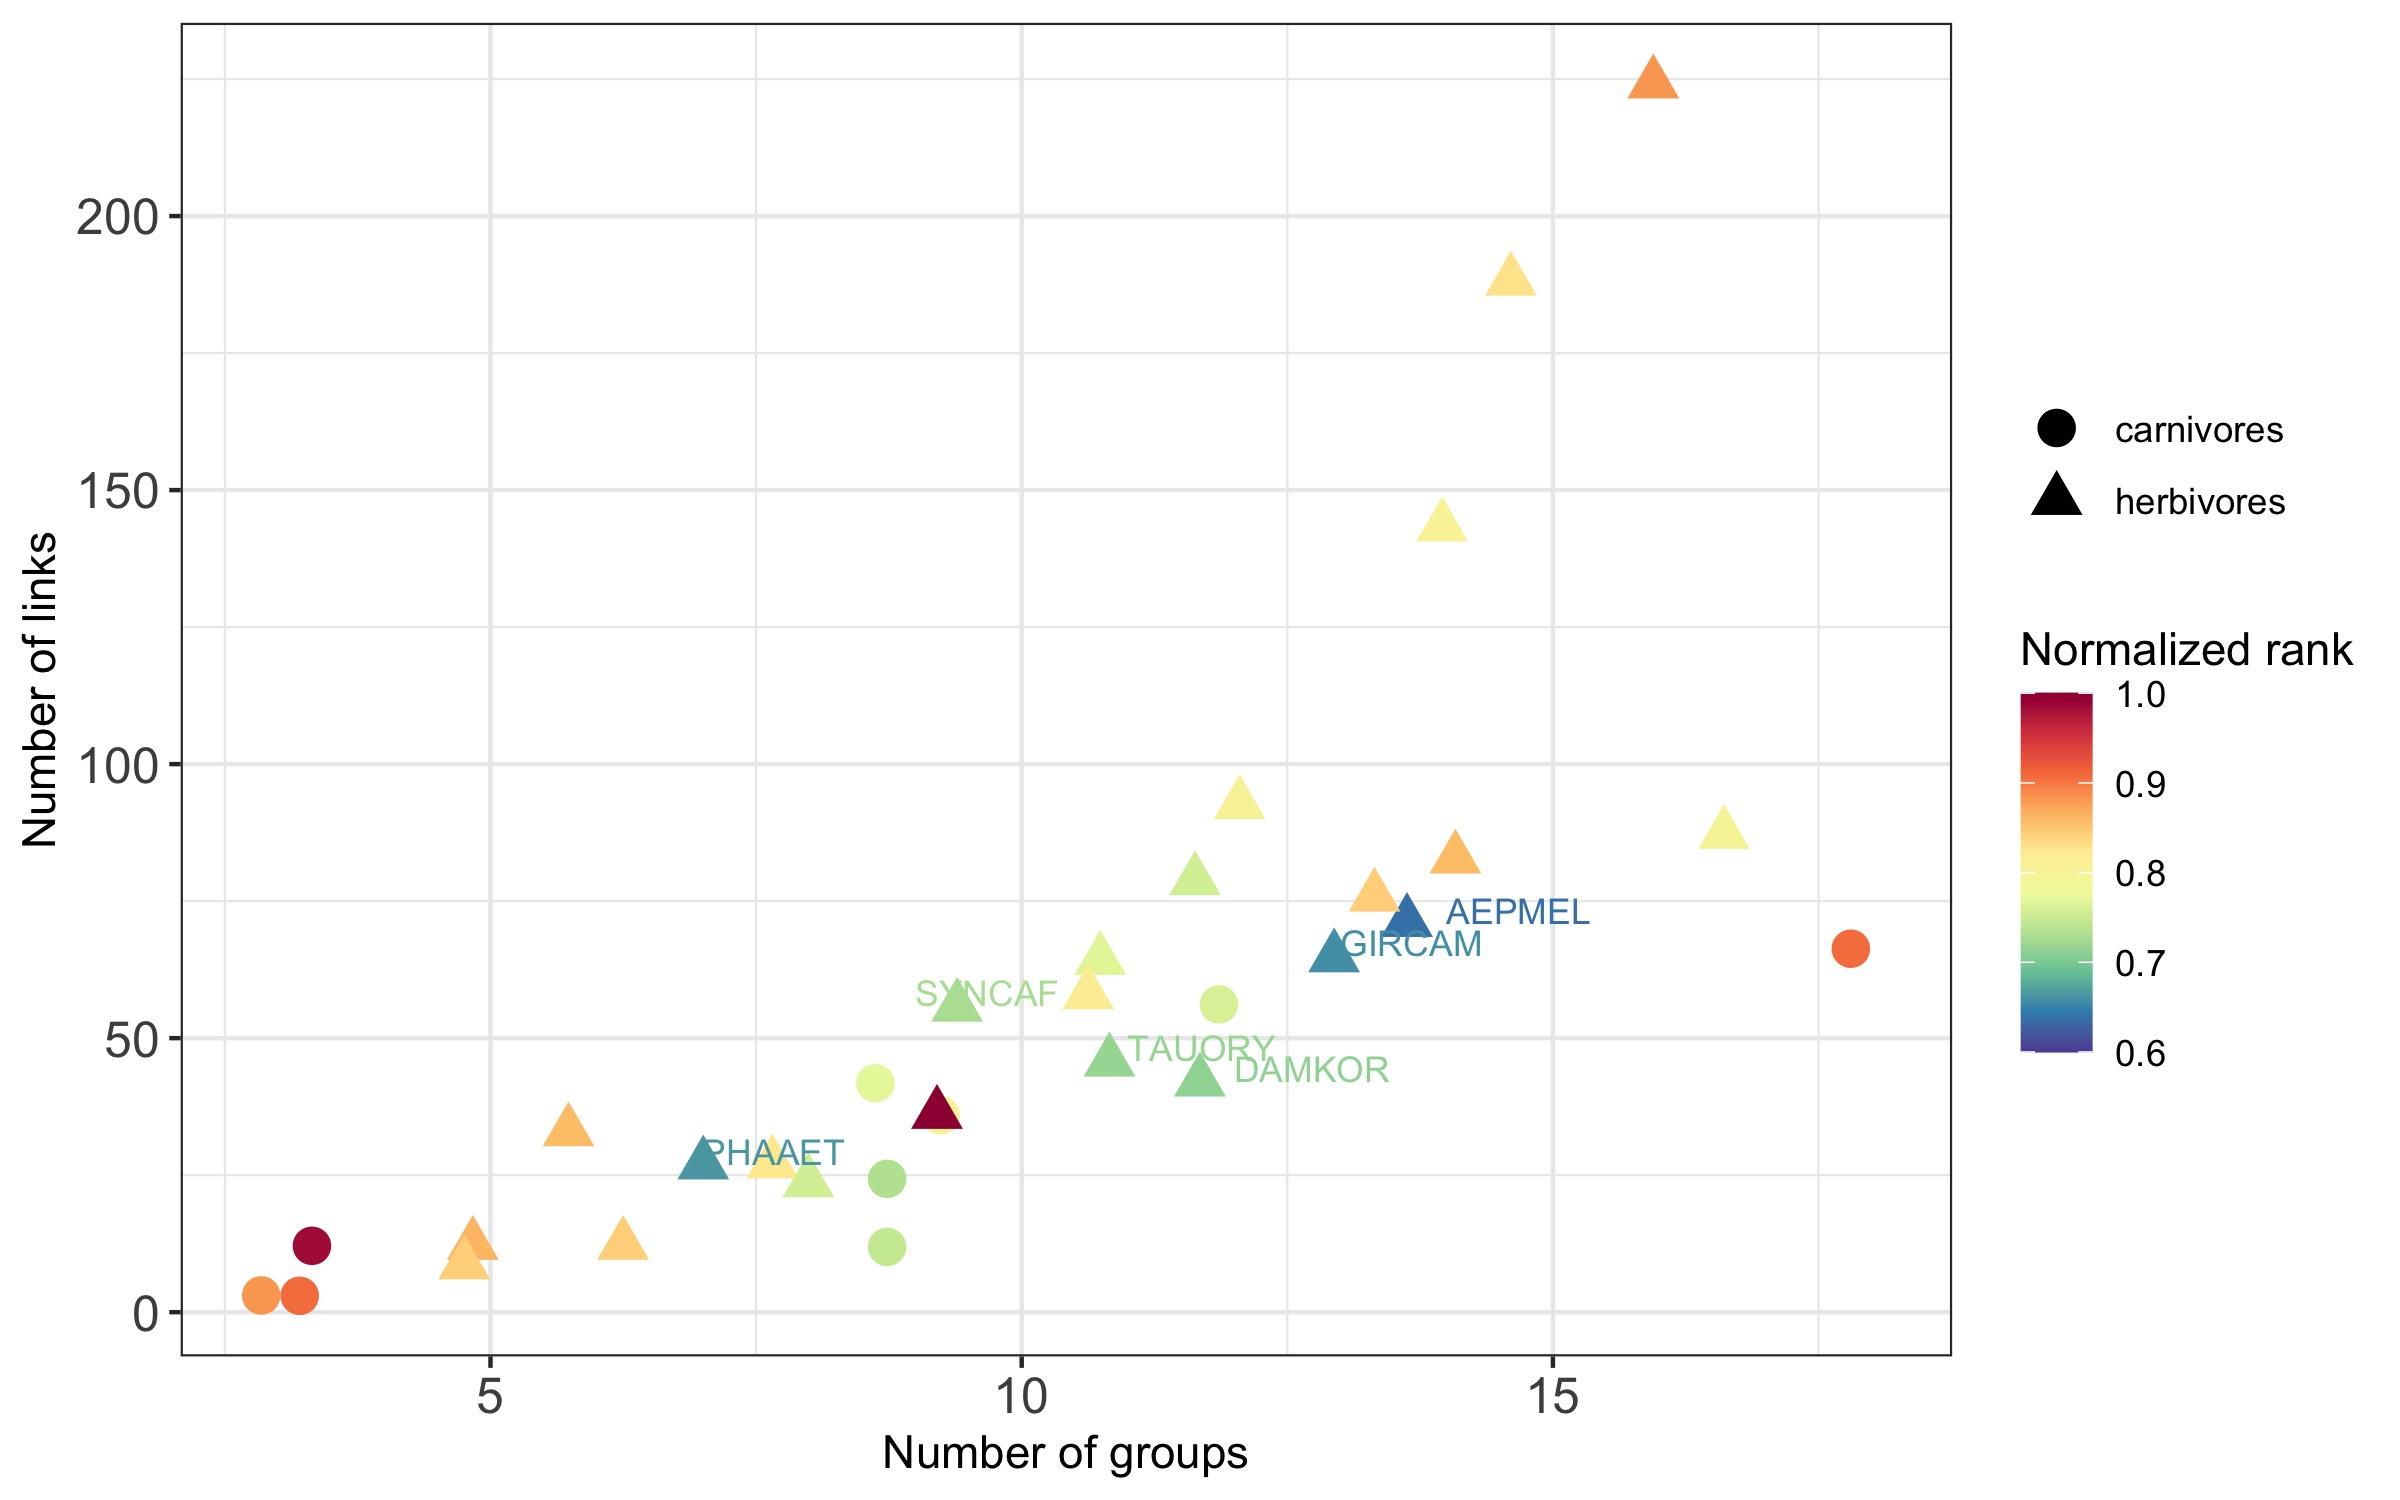 200
150
100
50
0
Number of links
5
10
15
Number of groups
AEPMEL
GIRCAM
SYNCAF
TAUORY
DAMKOR
PHAAET
carnivores
herbivores
Normalized rank
1.0
0.9
0.8
0.7
0.6